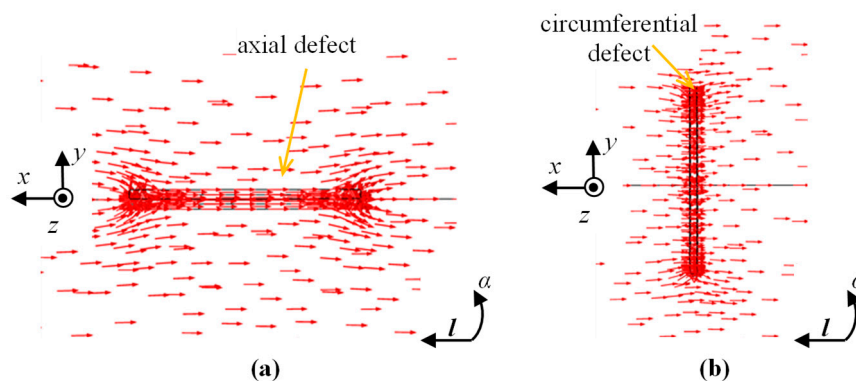 axial defect
y
x
z
α
l
(a)
circumferential
defect
y
x
z
α
l
(b)